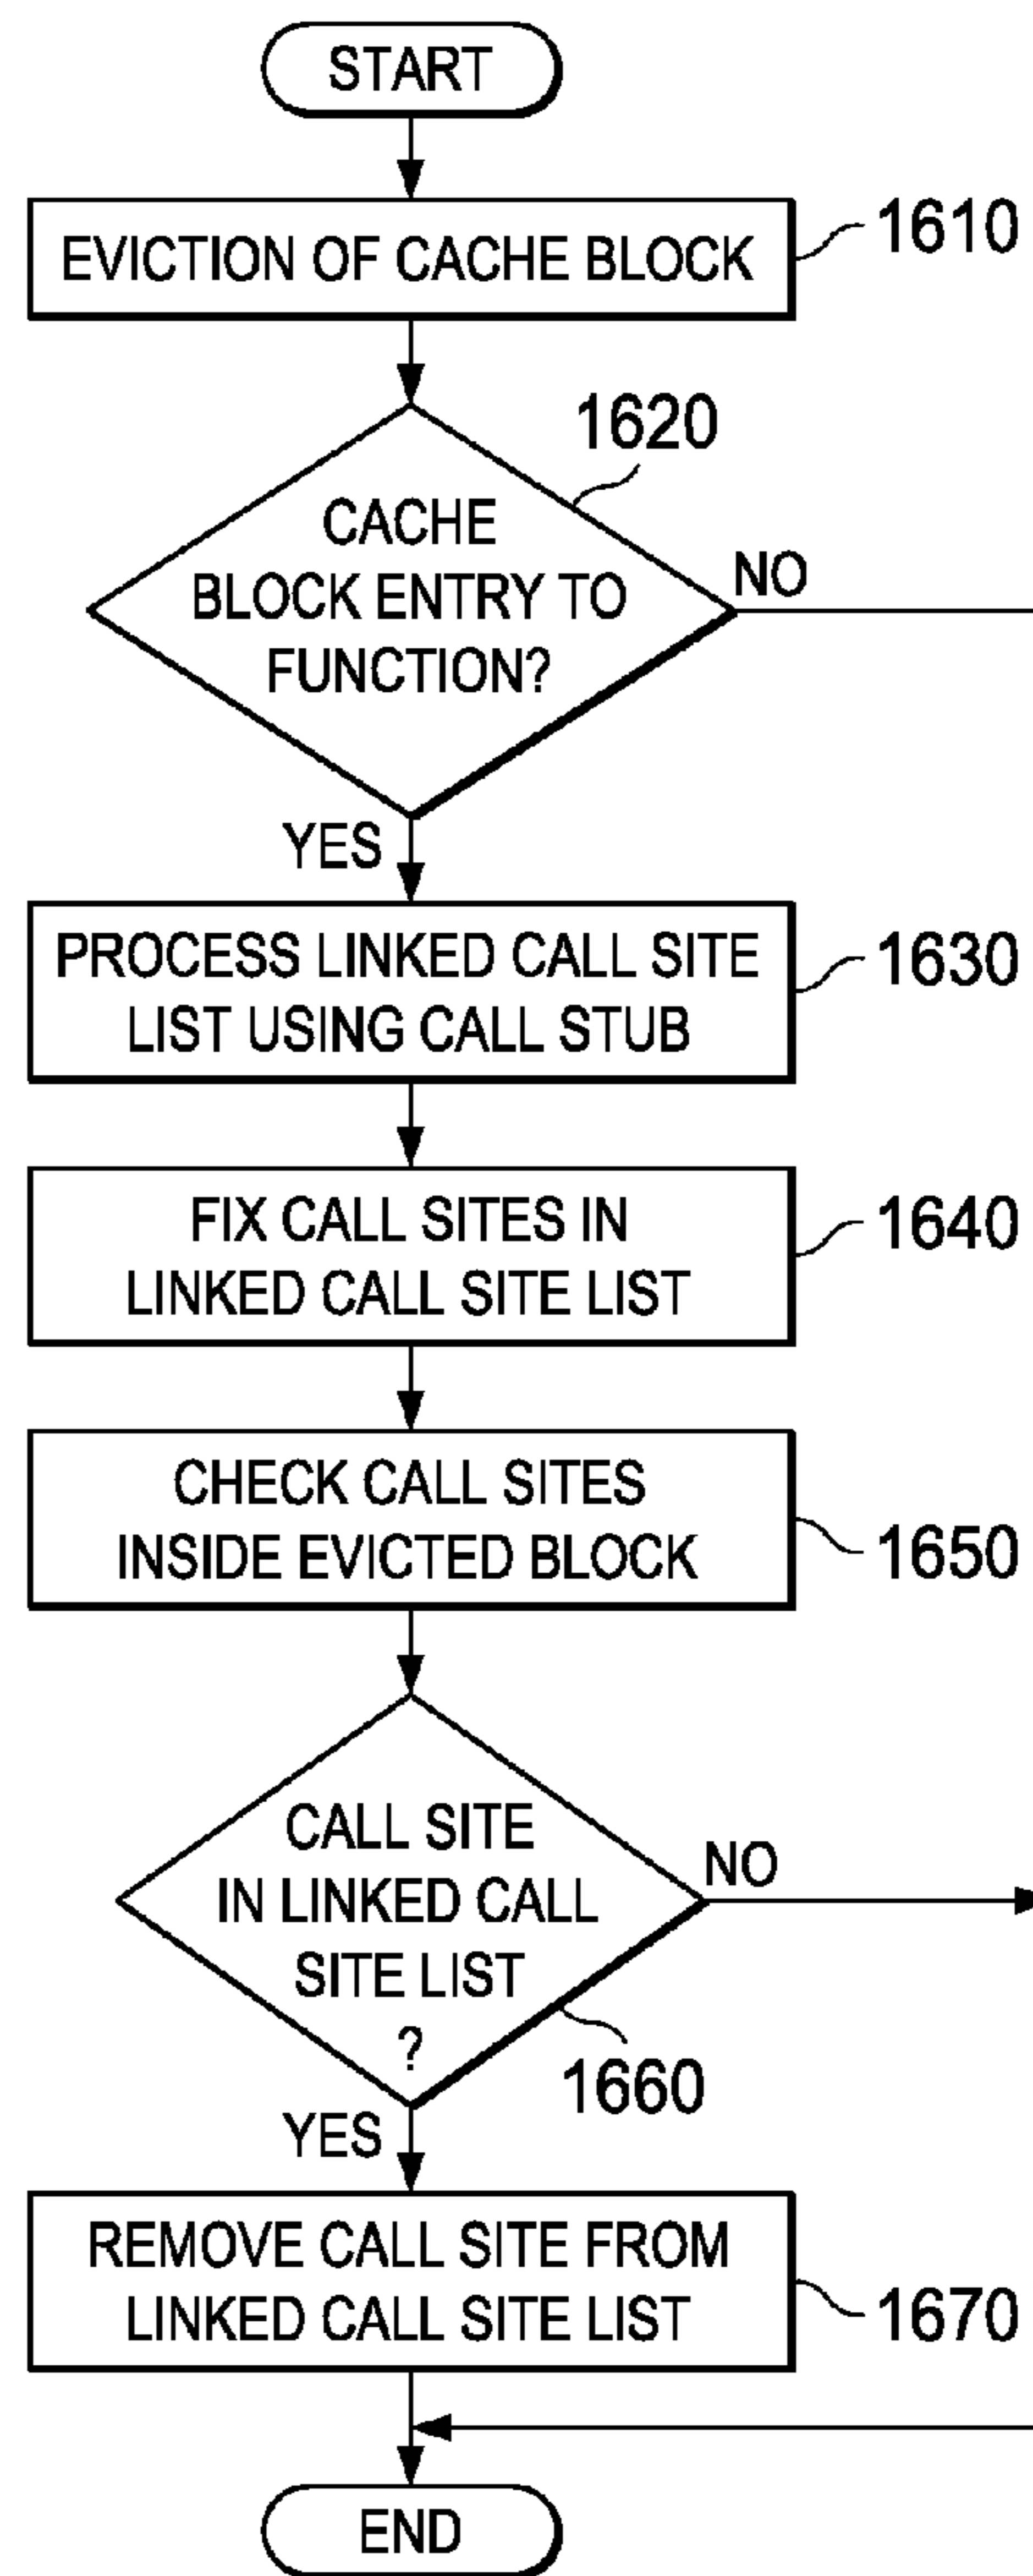 START
EVICTION OF CACHE BLOCK
1610
1620
CACHE
BLOCK ENTRY TO
FUNCTION?
NO
YES
PROCESS LINKED CALL SITE
LIST USING CALL STUB
1630
FIX CALL SITES IN
LINKED CALL SITE LIST
1640
CHECK CALL SITES
INSIDE EVICTED BLOCK
1650
CALL SITE
IN LINKED CALL
SITE LIST
?
NO
1660
YES
REMOVE CALL SITE FROM
LINKED CALL SITE LIST
1670
END